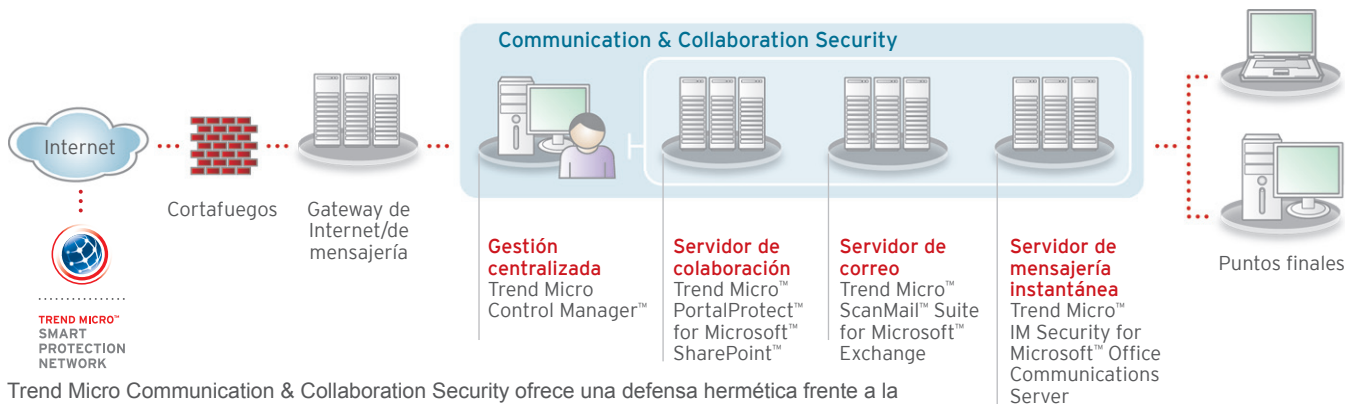 Communication & Collaboration Security
Internet
Cortafuegos
Gateway de
Internet/de
mensajería
TREND MICRO™
SMART
PROTECTION
NETWORK
Gestión
centralizada
Trend Micro
Control Manager™
Servidor de
colaboración
Trend Micro™
PortalProtect™
for Microsoft™
SharePoint™
Servidor de
correo
Trend Micro™
ScanMail™ Suite
for Microsoft™
Exchange
Servidor de
mensajería
instantánea
Trend Micro™
IM Security for
Microsoft™ Office
Communications
Server
Puntos finales
Trend Micro Communication & Collaboration Security ofrece una defensa hermética frente a la